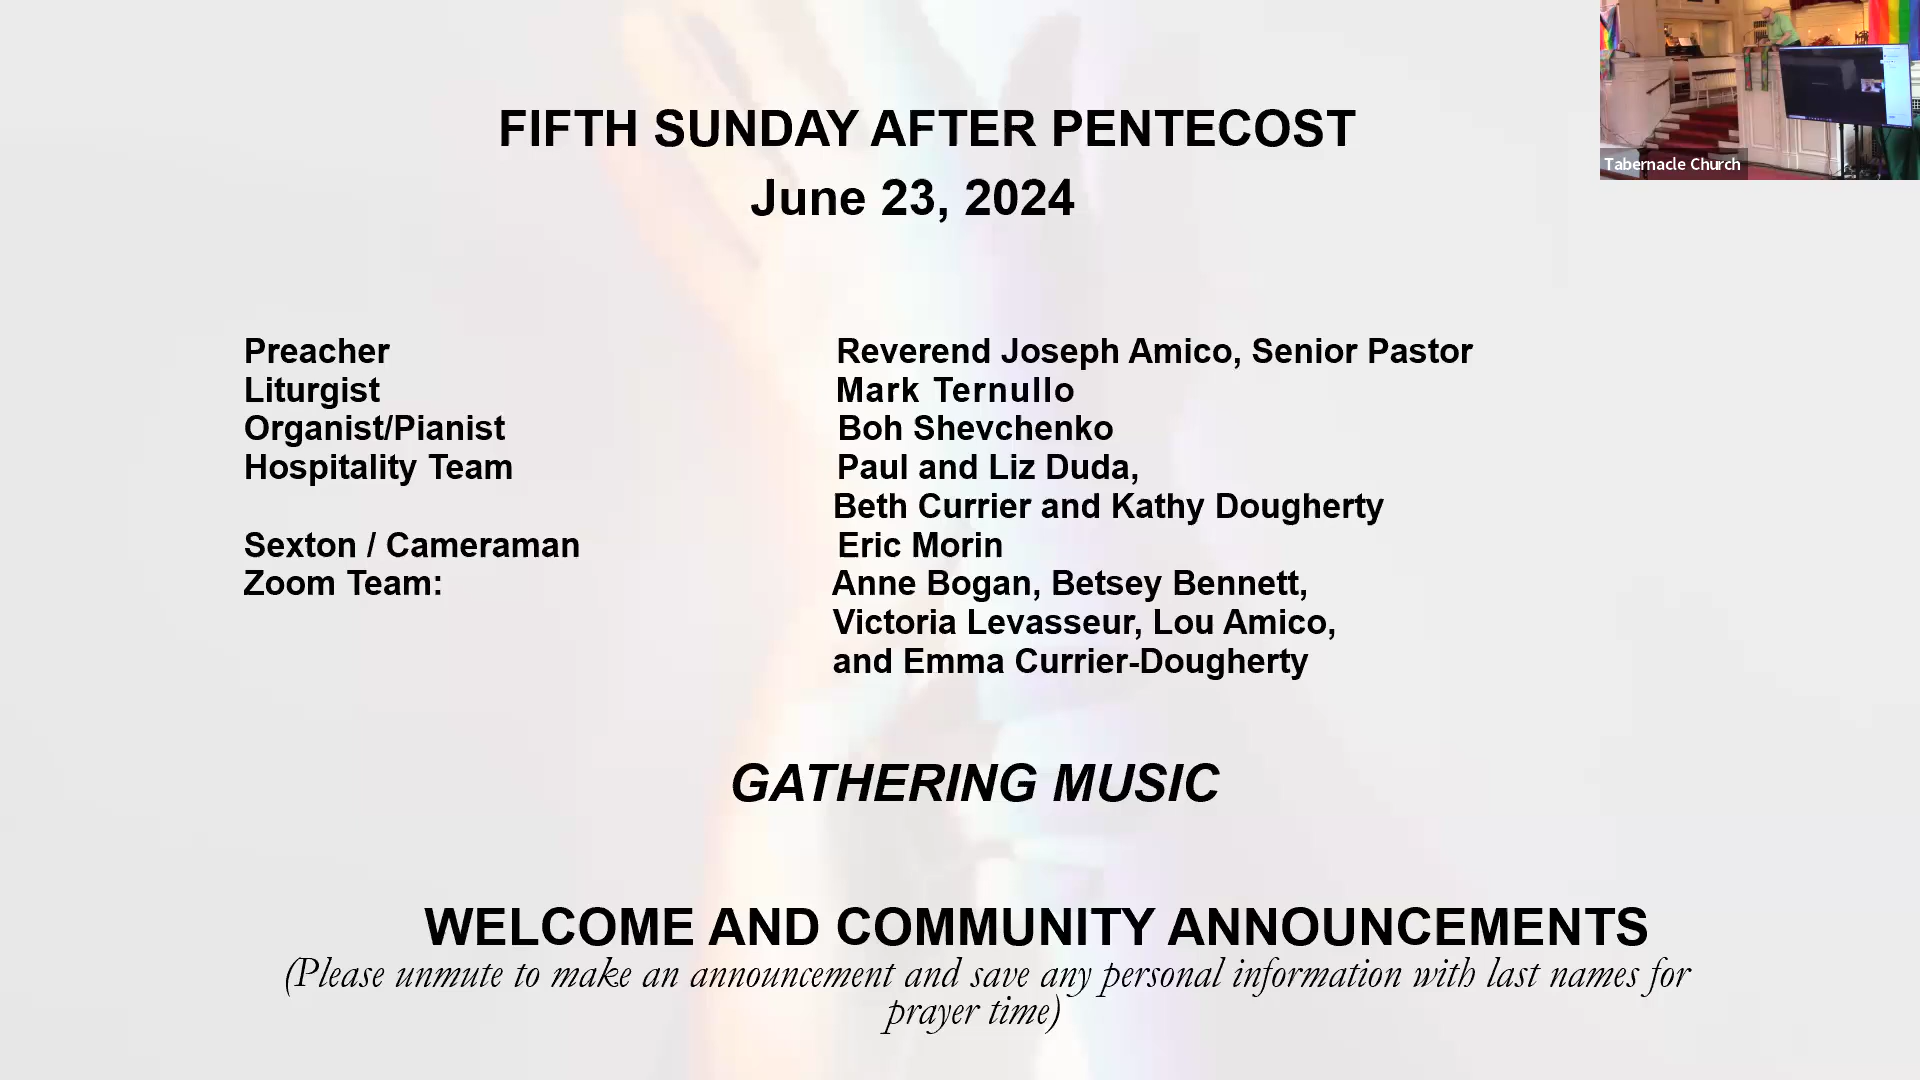 FIFTH SUNDAY AFTER PENTECOST
June 23, 2024
Tabernacle Church
Preacher Reverend Joseph Amico, Senior Pastor
Liturgist Mark Ternullo
Organist/Pianist Boh Shevchenko
Hospitality Team Paul and Liz Duda,
Beth Currier and Kathy Dougherty
Sexton / Cameraman Eric Morin
Zoom Team: Anne Bogan, Betsey Bennett,
Victoria Levasseur, Lou Amico,
and Emma Currier-Dougherty
GATHERING MUSIC
WELCOME AND COMMUNITY ANNOUNCEMENTS
(Please unmute to make an announcement and save any personal information with last names for
prayer time)